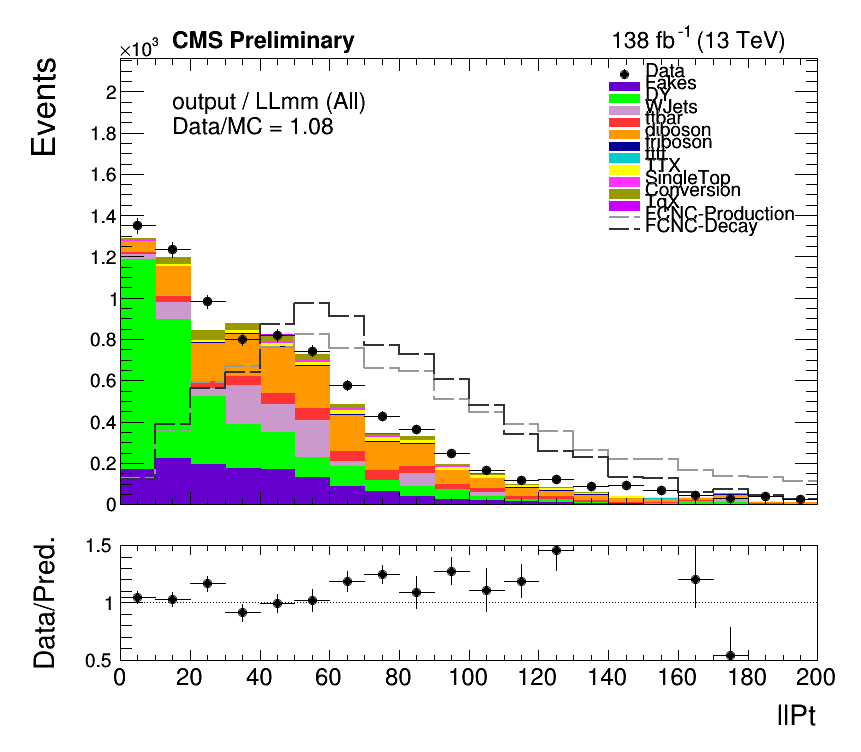 CMS Preliminary
138 fb-1 (13 TeV)
×10³
Events
output / LLmm (All)
Data/MC = 1.08
Data
Fakes
DY
WJets
ttbar
diboson
triboson
tttt
TTX
SingleTop
Conversion
TqX
FCNC-Production
FCNC-Decay
2
1.8
1.6
1.4
1.2
1
0.8
0.6
0.4
0.2
0
Data/Pred.
1.5
1
0.5
0 20 40 60 80 100 120 140 160 180 200
llPt